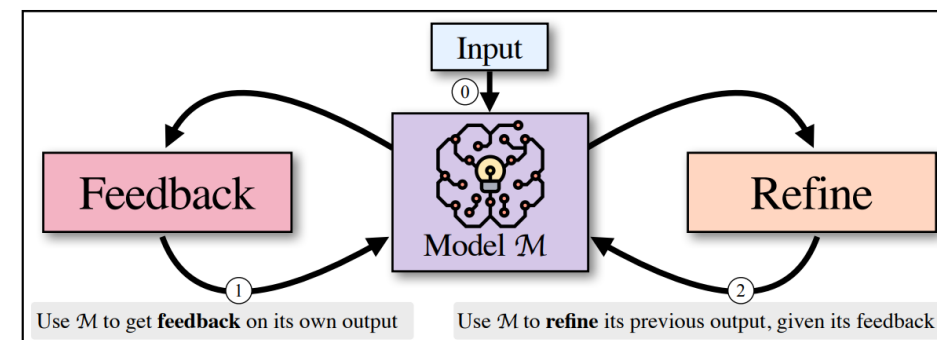 Input
0
Feedback
Model ℳ
Refine
1
2
Use ℳ to get feedback on its own output
Use ℳ to refine its previous output, given its feedback